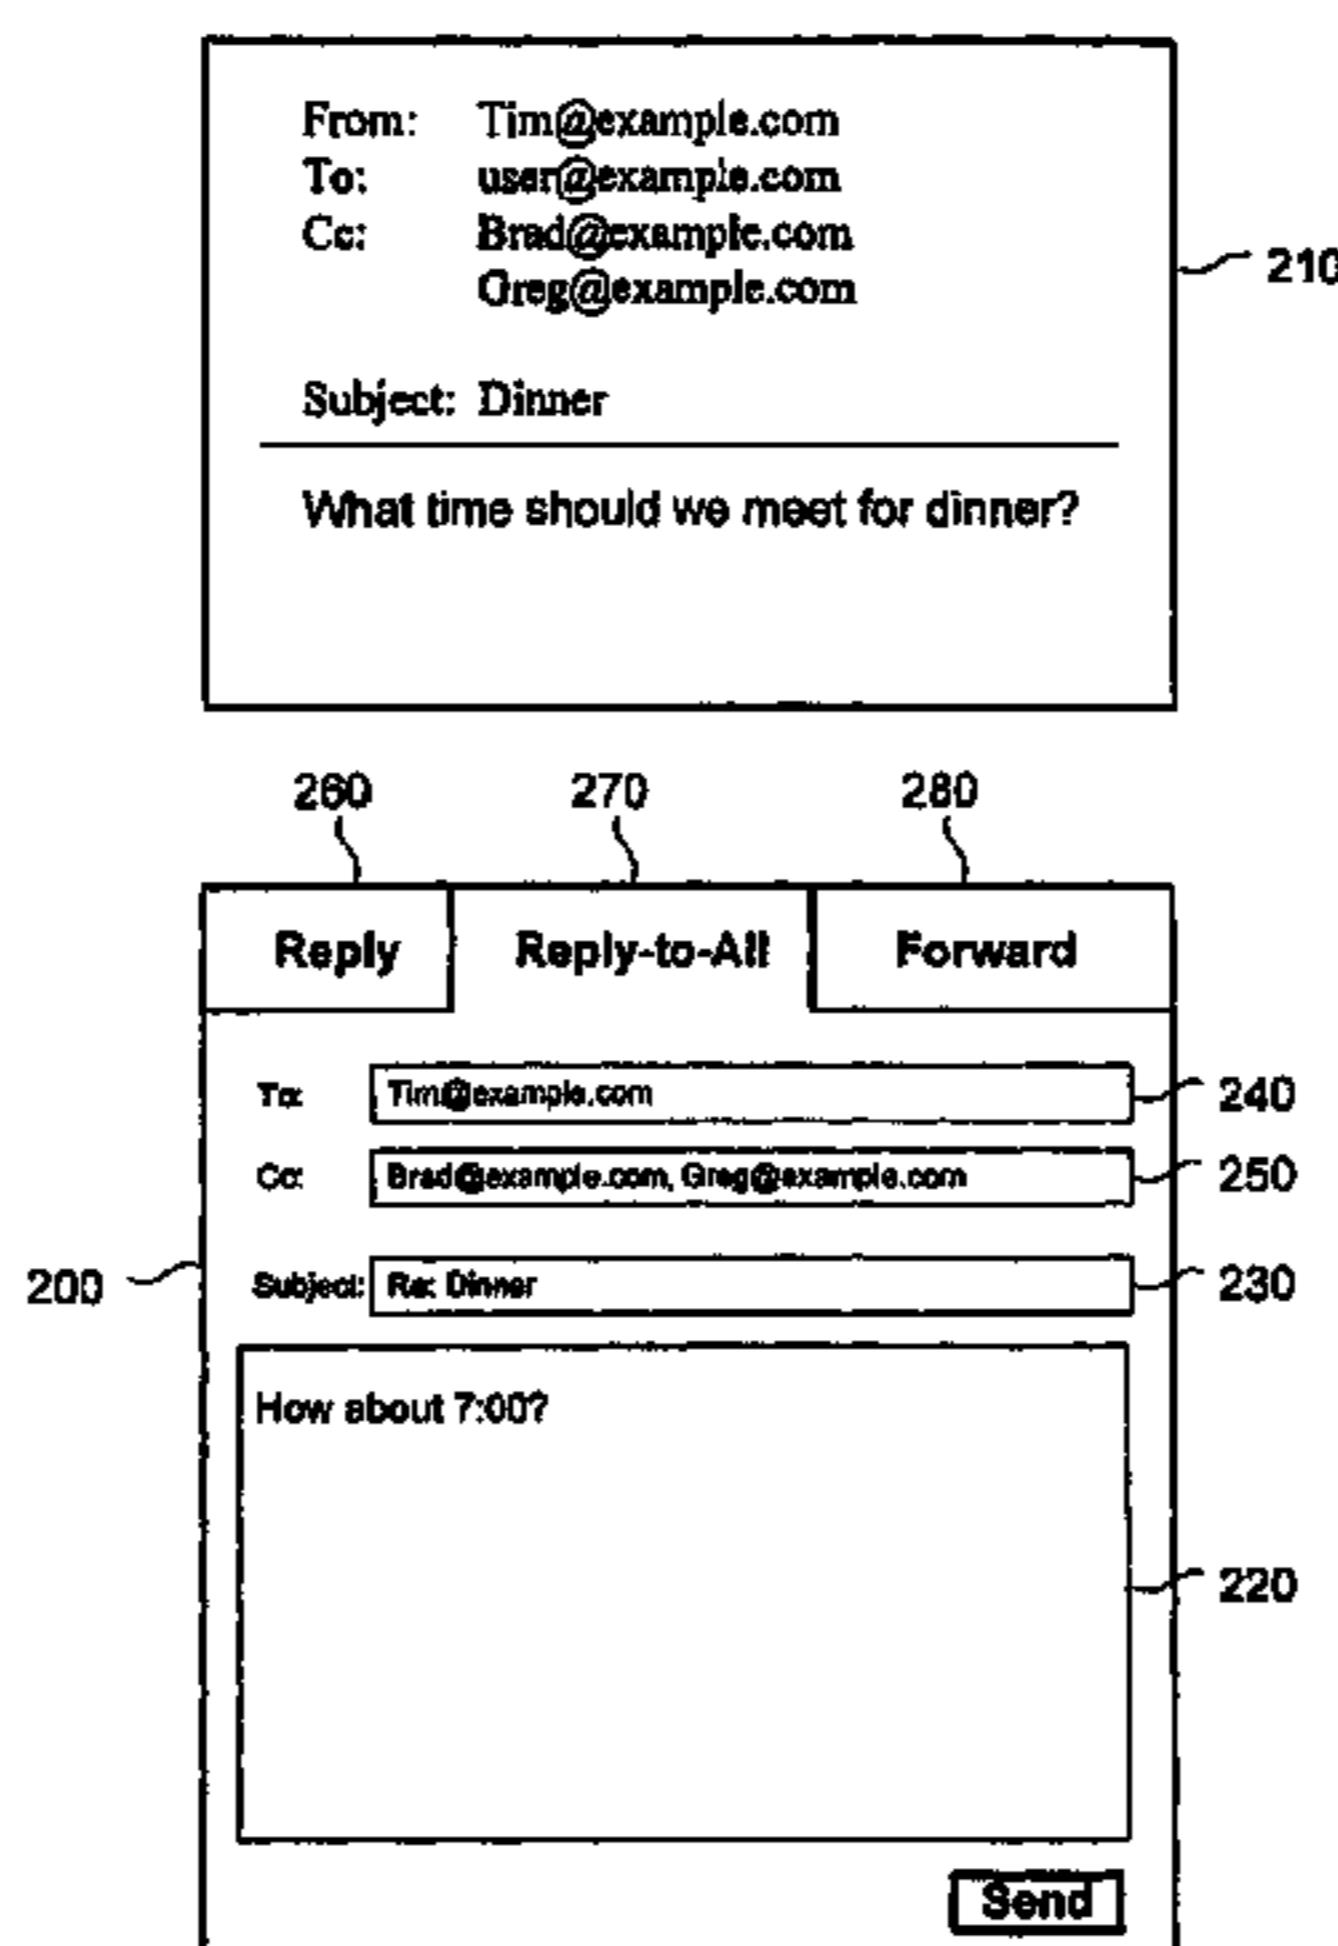 From: Tim@example.com
To: user@example.com
Cc: Brad@example.com
Greg@example.com
210
Subject: Dinner
What time should we meet for dinner?
260 270 280
Reply Reply-to-All Forward
To: Tim@example.com 240
Cc: Brad@example.com, Greg@example.com 250
200 Subject: Re: Dinner 230
How about 7:00?
220
Send